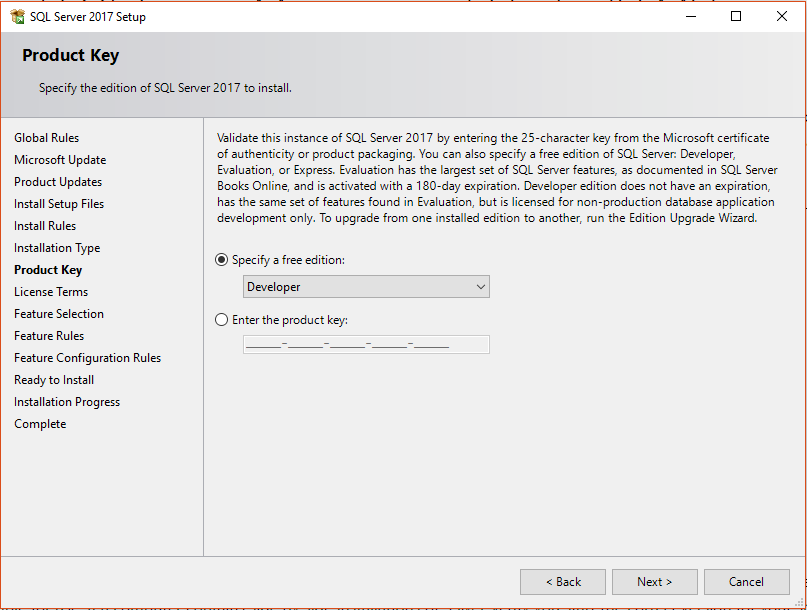 SQL Server 2017 Setup
Product Key
Specify the edition of SQL Server 2017 to install.
Global Rules
Microsoft Update
Product Updates
Install Setup Files
Install Rules
Installation Type
Product Key
License Terms
Feature Selection
Feature Rules
Feature Configuration Rules
Ready to Install
Installation Progress
Complete
Validate this instance of SQL Server 2017 by entering the 25-character key from the Microsoft certificate
of authenticity or product packaging. You can also specify a free edition of SQL Server: Developer,
Evaluation, or Express. Evaluation has the largest set of SQL Server features, as documented in SQL Server
Books Online, and is activated with a 180-day expiration. Developer edition does not have an expiration,
has the same set of features found in Evaluation, but is licensed for non-production database application
development only. To upgrade from one installed edition to another, run the Edition Upgrade Wizard.
Specify a free edition:
Developer
Enter the product key:
_____-_____-_____-_____-_____
< Back
Next >
Cancel